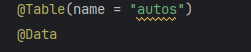 @Table(name = "autos")
@Data